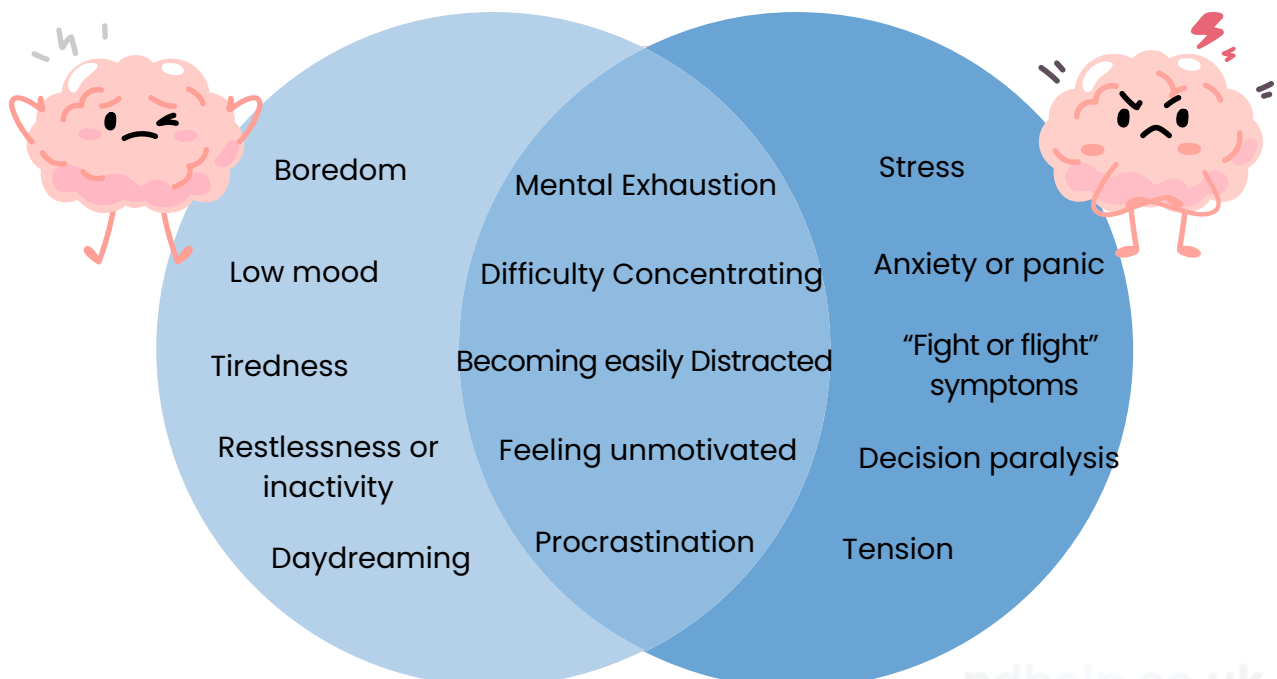 Boredom
Low mood
Tiredness
Restlessness or
inactivity
Daydreaming
Mental Exhaustion
Difficulty Concentrating
Becoming easily Distracted
Feeling unmotivated
Procrastination
Stress
Anxiety or panic
“Fight or flight”
symptoms
Decision paralysis
Tension